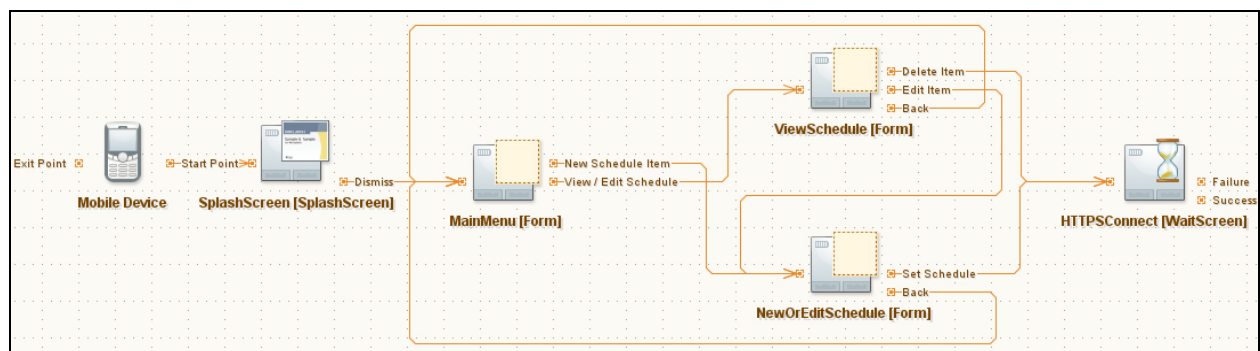 Exit Point
Mobile Device
Start Point
SplashScreen [SplashScreen]
Dismiss
MainMenu [Form]
New Schedule Item
View / Edit Schedule
ViewSchedule [Form]
Delete Item
Edit Item
Back
NewOrEditSchedule [Form]
Set Schedule
Back
HTTPSConnect [WaitScreen]
Failure
Success